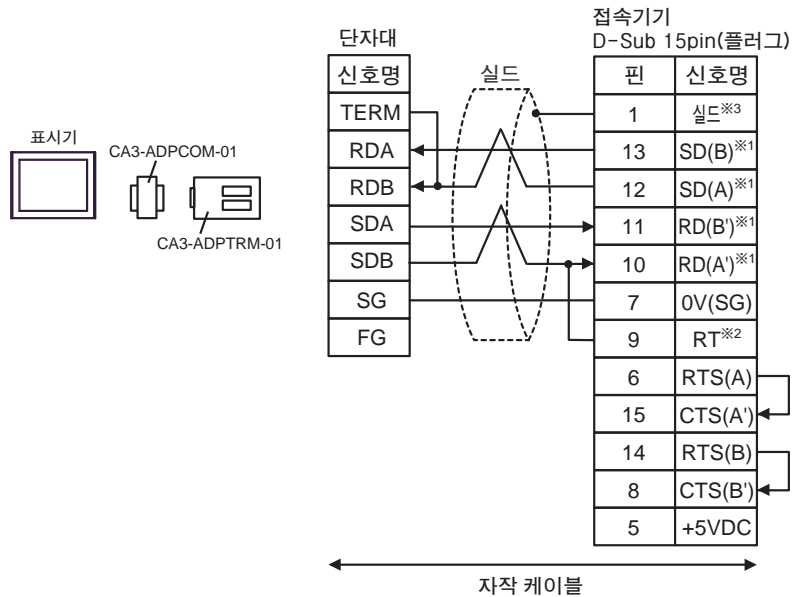 접속기기
단자대 D-Sub 15pin(플러그)
신호명 실드 핀 신호명
TERM 1 실드※3
표시기 RDA 13 SD(B)※1
CA3-ADPCOM-01
RDB 12 SD(A)※1
SDA 11 RD(B')※1
CA3-ADPTRM-01
SDB 10 RD(A')※1
SG 7 0V(SG)
FG 9 RT※2
6 RTS(A)
15 CTS(A')
14 RTS(B)
8 CTS(B')
5 +5VDC
자작 케이블